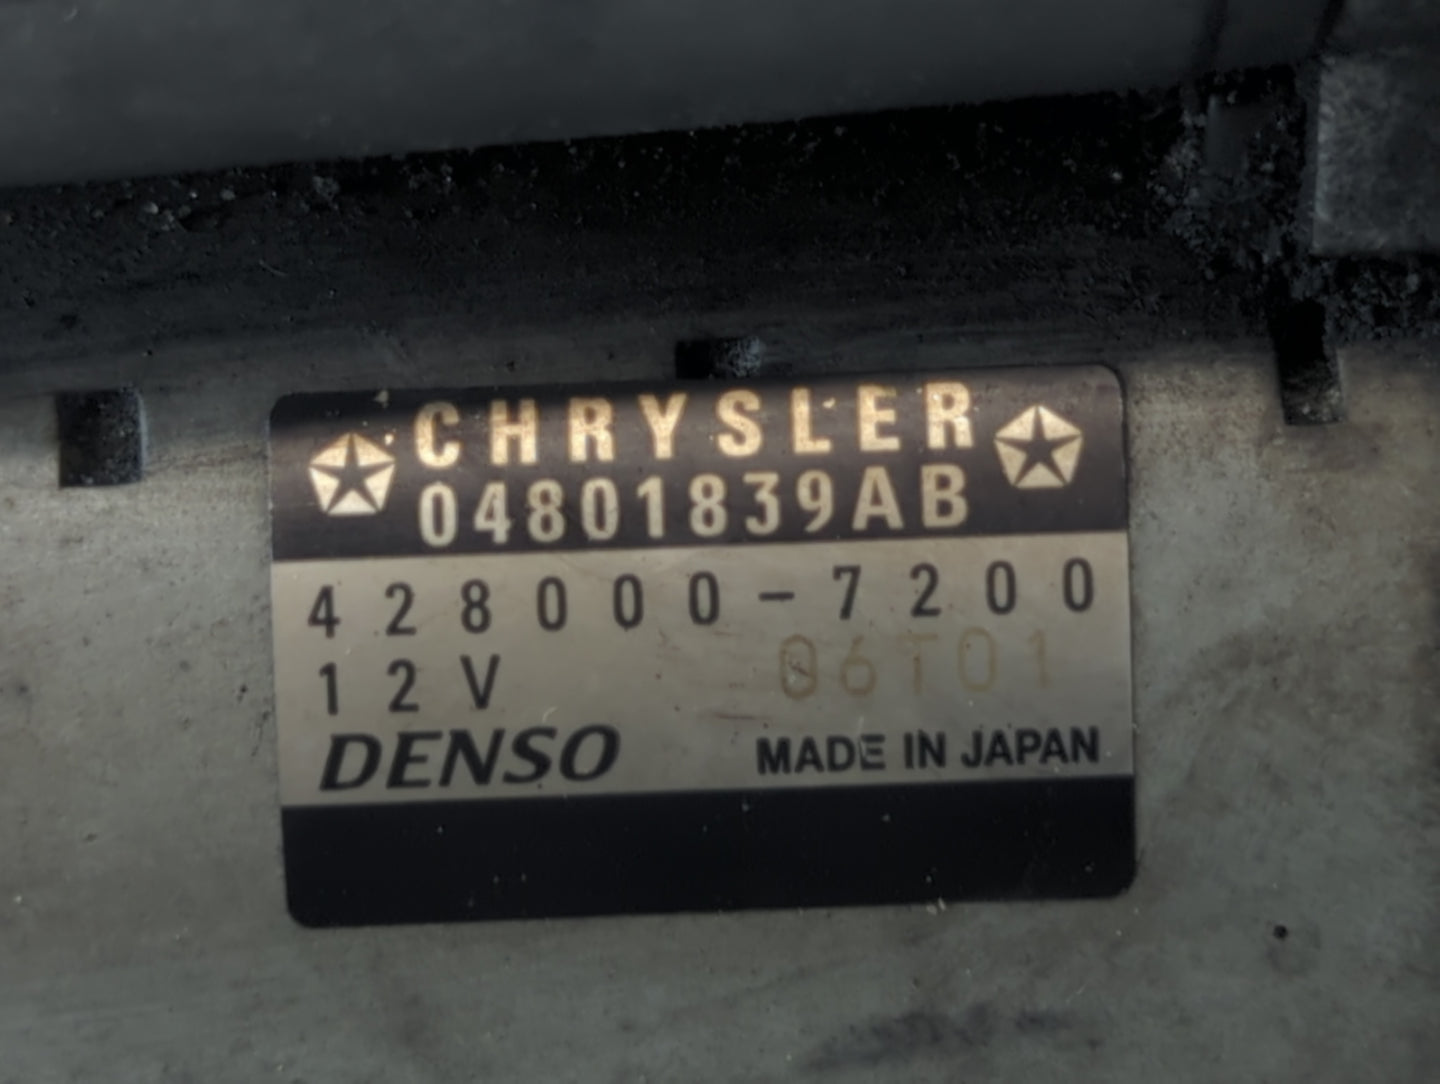 CHRYSLER
04801839AB
428000-7200
12V 06T01
DENSO MADE IN JAPAN